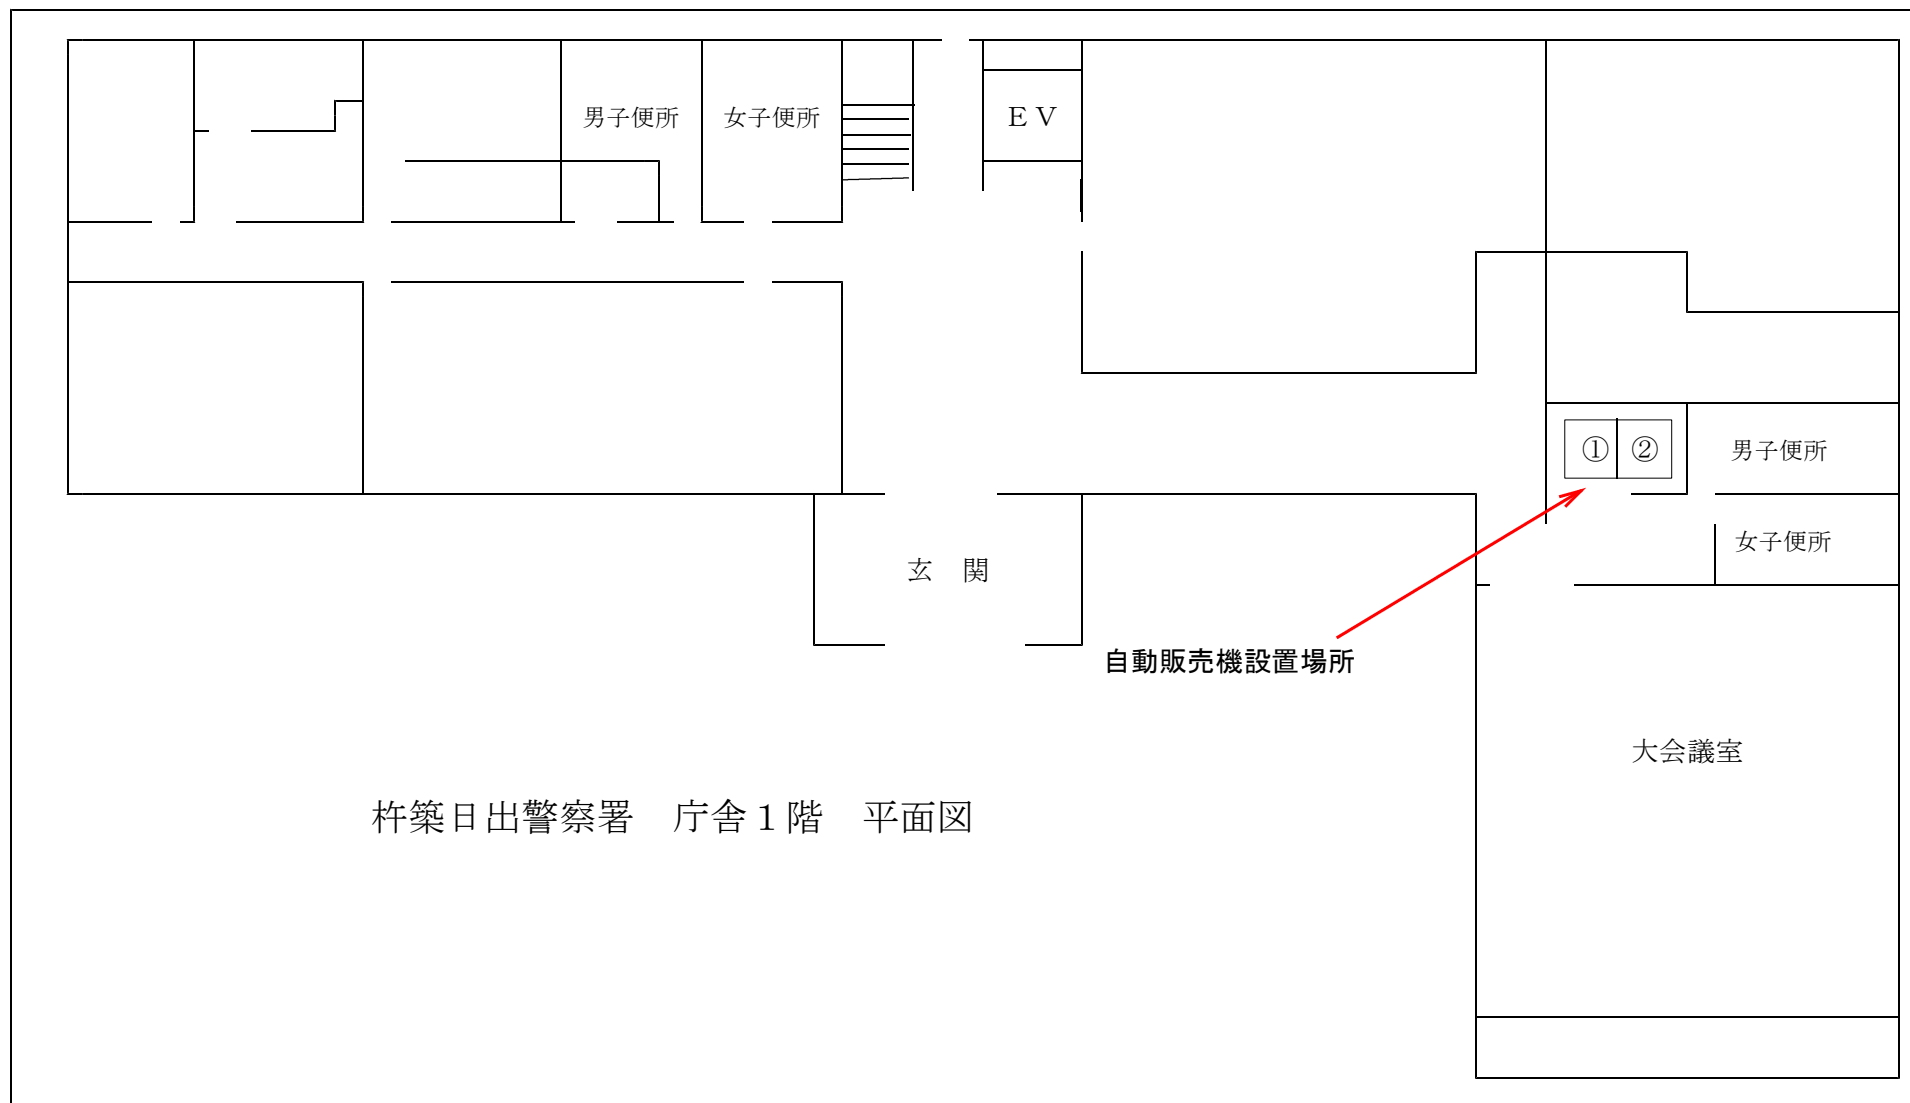 男子便所
女子便所
ＥＶ
①
②
男子便所
女子便所
玄　関
自動販売機設置場所
大会議室
杵築日出警察署　庁舎１階　平面図